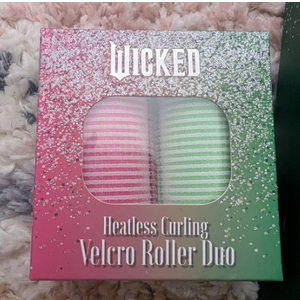 WICKED
Heatless Curling
Velcro Roller Duo